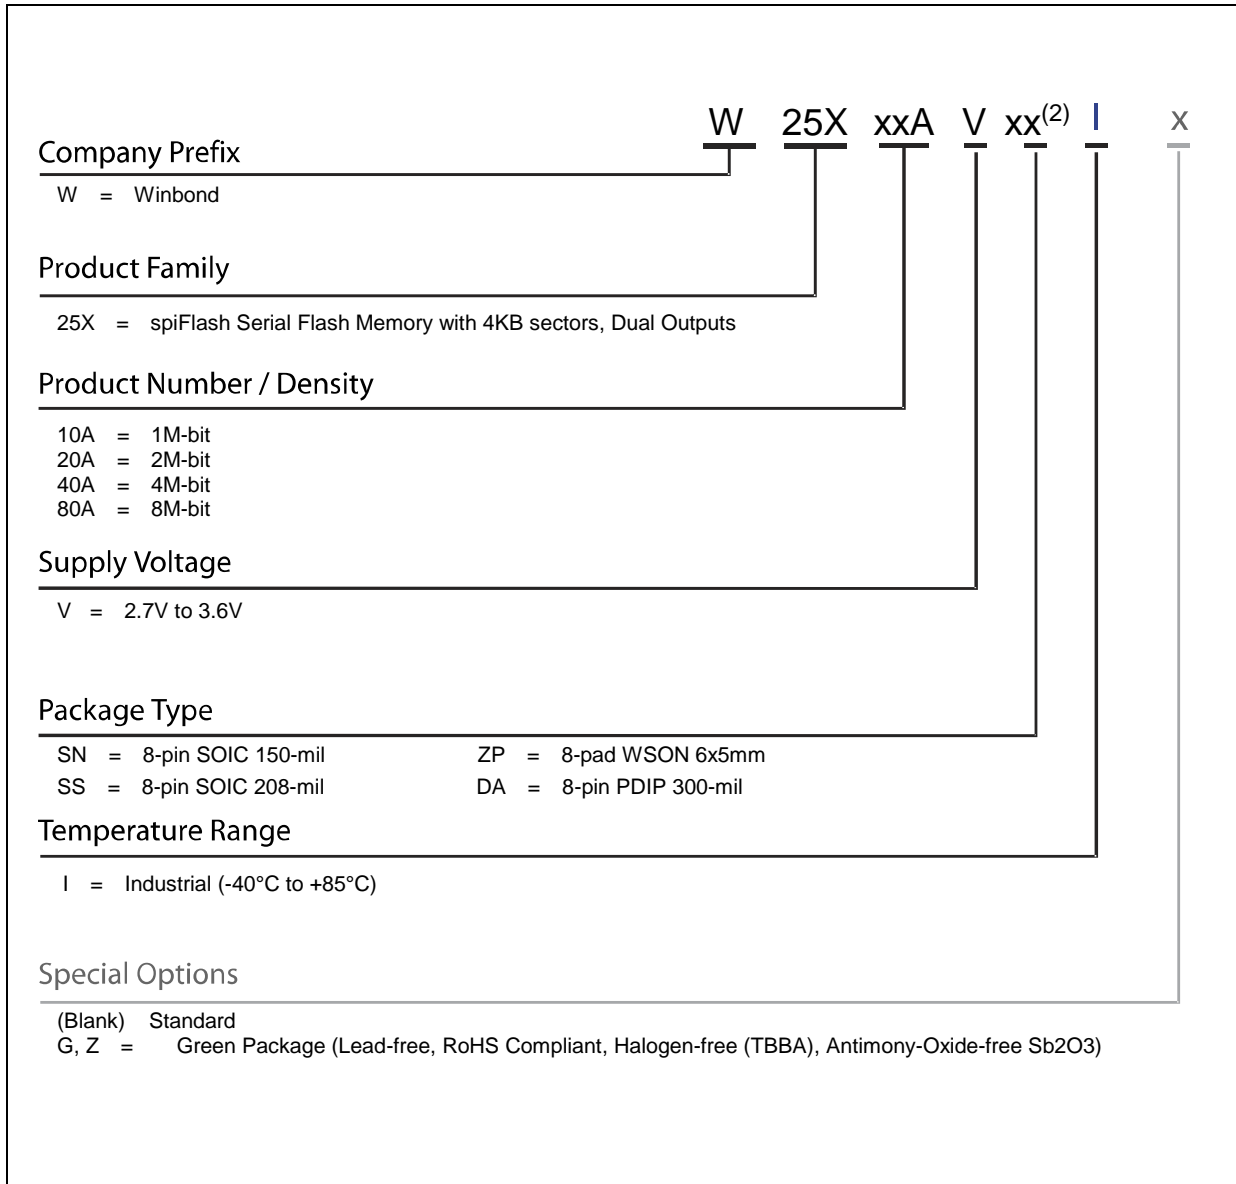 W 25X xxA V xx(2) I x
Company Prefix
W = Winbond
Product Family
25X = spiFlash Serial Flash Memory with 4KB sectors, Dual Outputs
Product Number / Density
10A = 1M-bit
20A = 2M-bit
40A = 4M-bit
80A = 8M-bit
Supply Voltage
V = 2.7V to 3.6V
Package Type
SN = 8-pin SOIC 150-mil ZP = 8-pad WSON 6x5mm
SS = 8-pin SOIC 208-mil DA = 8-pin PDIP 300-mil
Temperature Range
I = Industrial (-40°C to +85°C)
Special Options
(Blank) Standard
G, Z = Green Package (Lead-free, RoHS Compliant, Halogen-free (TBBA), Antimony-Oxide-free Sb2O3)